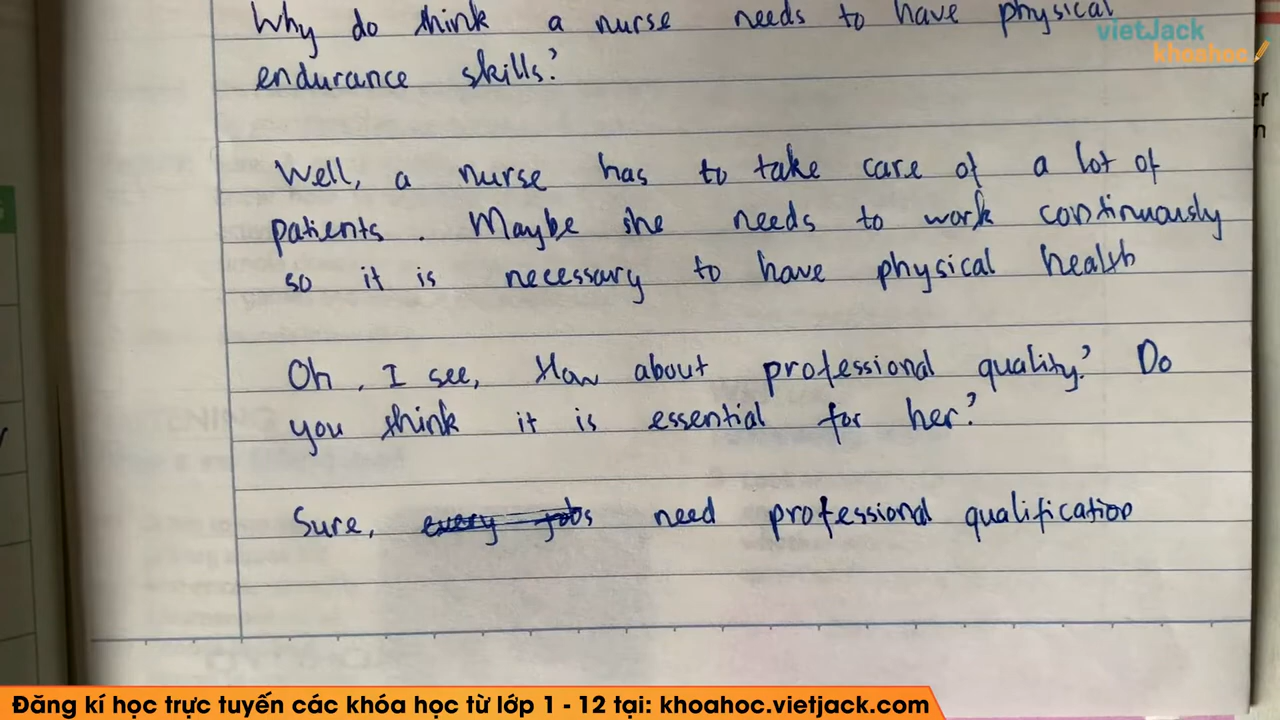 Why do think a nurse needs to have physical
endurance skills?
Well, a nurse has to take care of a lot of
patients. Maybe she needs to work continuously
so it is necessary to have physical health
Oh, I see, How about professional quality? Do
you think it is essential for her?
Sure, every jobs need professional qualification
vietJack
khoahoc
er
n
Đăng kí học trực tuyến các khóa học từ lớp 1 - 12 tại: khoahoc.vietjack.com